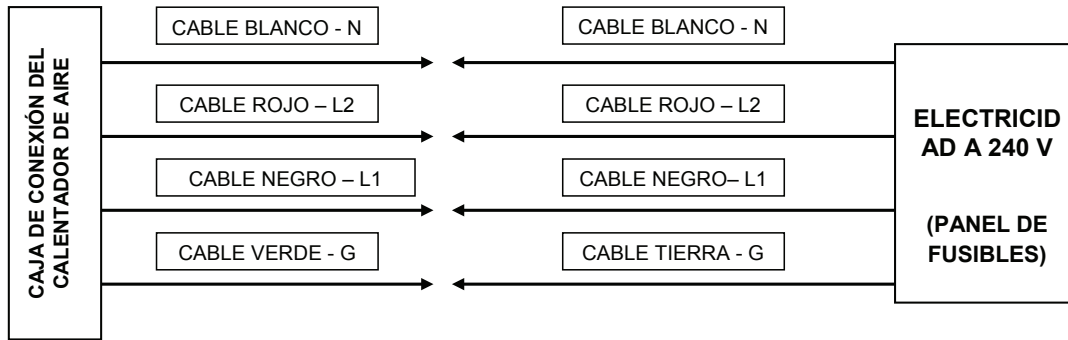 CAJA DE CONEXIÓN DEL
CALENTADOR DE AIRE
CABLE BLANCO - N
CABLE BLANCO - N
CABLE ROJO – L2
CABLE ROJO – L2
CABLE NEGRO – L1
CABLE NEGRO– L1
CABLE VERDE - G
CABLE TIERRA - G
ELECTRICID
AD A 240 V
(PANEL DE
FUSIBLES)